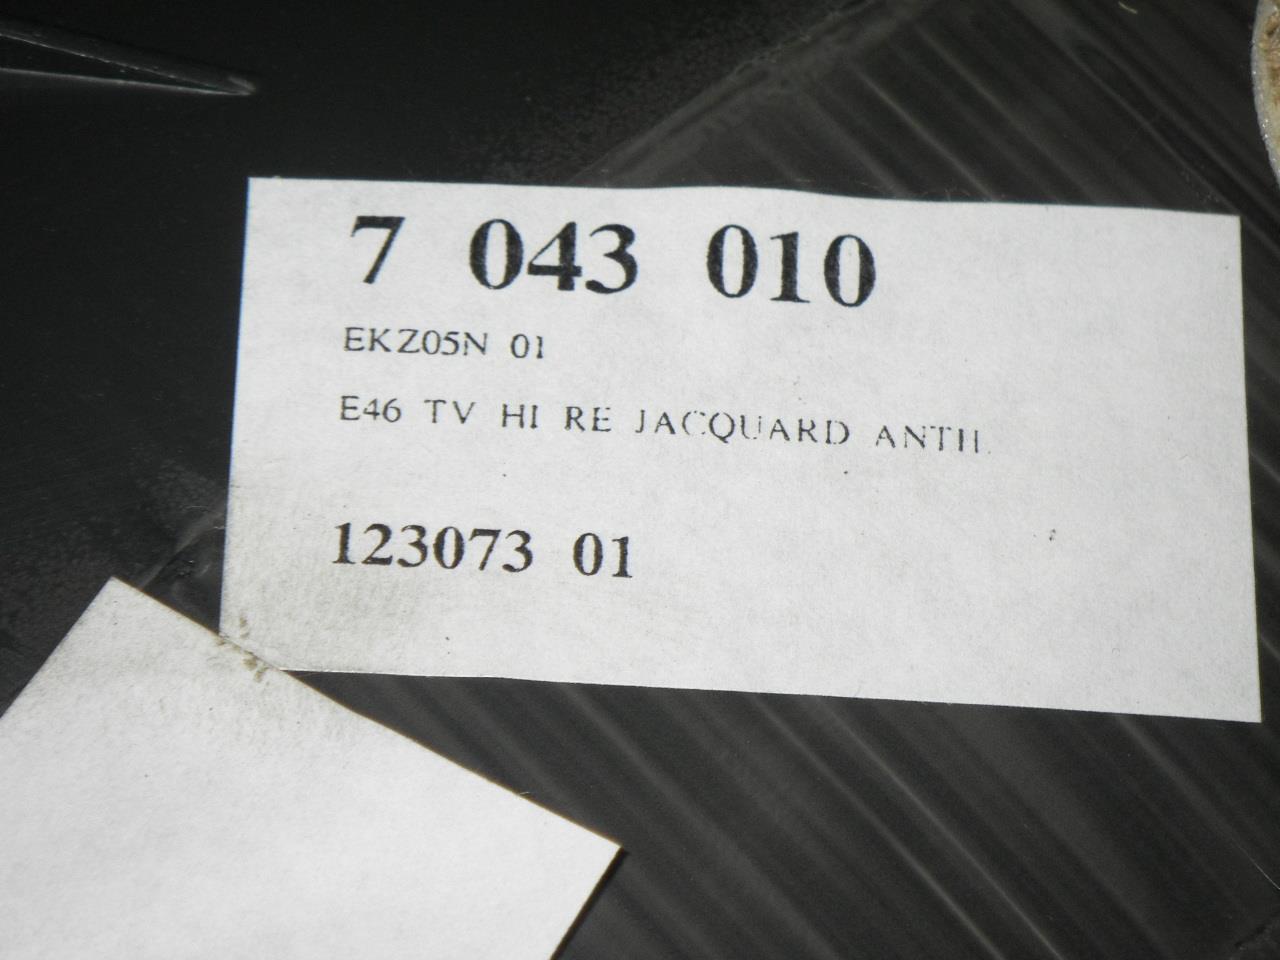 7 043 010
EKZ05N 01
E46 TV HI RE JACQUARD ANTH.
123073 01